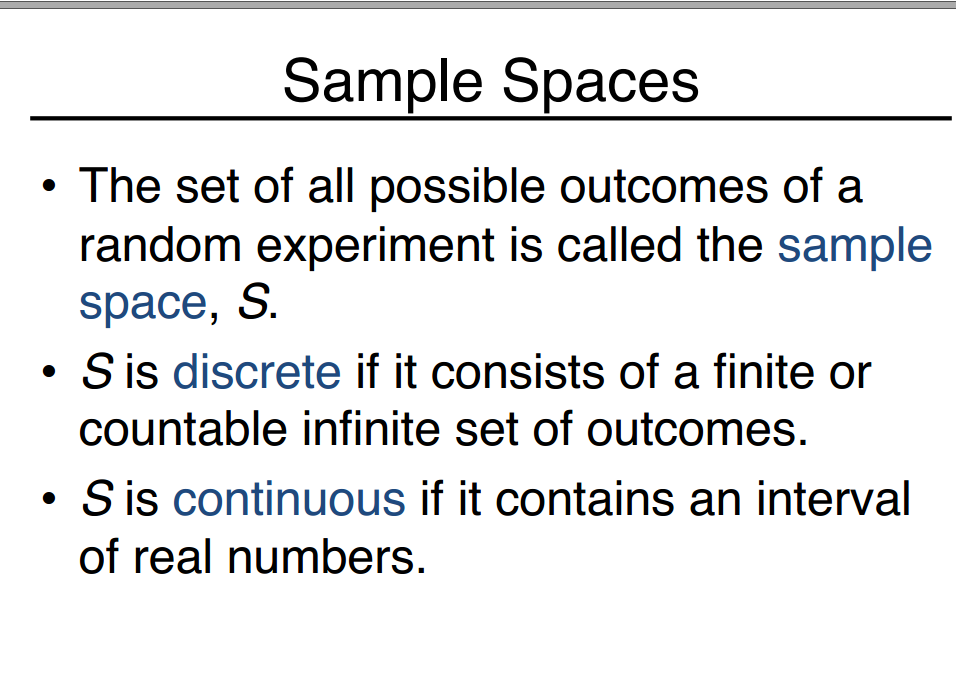 Sample Spaces
• The set of all possible outcomes of a
random experiment is called the sample
space, S.
• S is discrete if it consists of a finite or
countable infinite set of outcomes.
• S is continuous if it contains an interval
of real numbers.